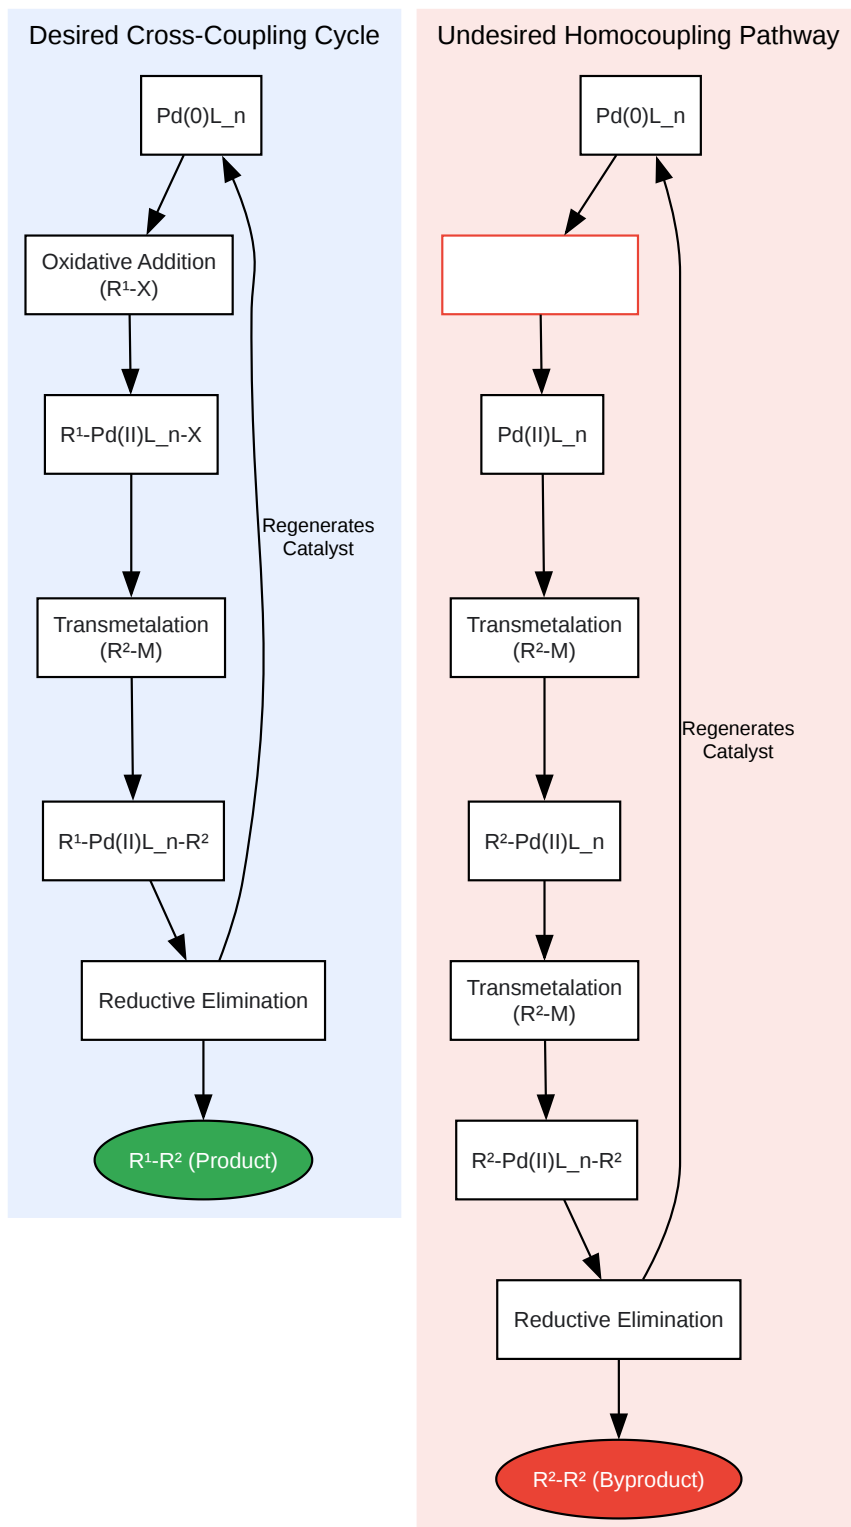 Desired Cross-Coupling Cycle
Pd(0)L_n
Oxidative Addition
(R¹-X)
R¹-Pd(II)L_n-X
Regenerates
Catalyst
Transmetalation
(R²-M)
R¹-Pd(II)L_n-R²
Reductive Elimination
R¹-R² (Product)
Undesired Homocoupling Pathway
Pd(0)L_n
Pd(II)L_n
Transmetalation
(R²-M)
Regenerates
Catalyst
R²-Pd(II)L_n
Transmetalation
(R²-M)
R²-Pd(II)L_n-R²
Reductive Elimination
R²-R² (Byproduct)